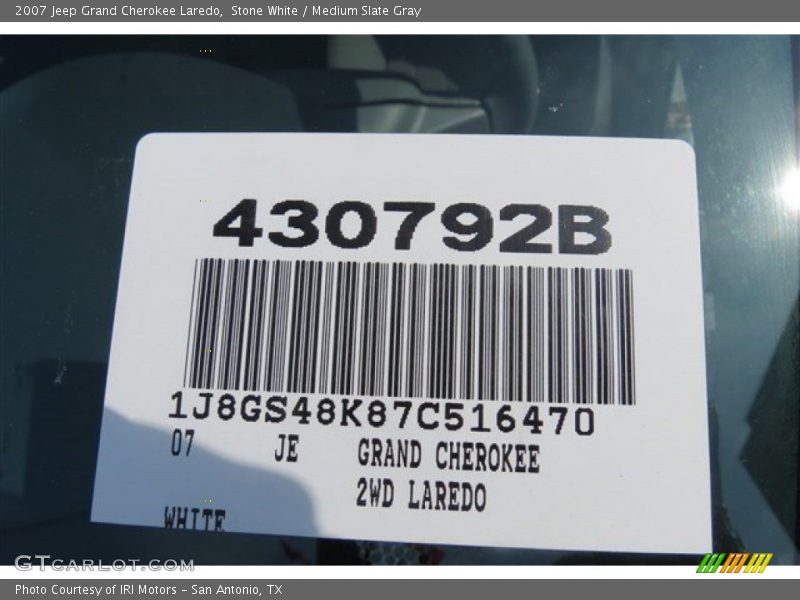 2007 Jeep Grand Cherokee Laredo, Stone White / Medium Slate Gray
430792B
1J8GS48K87C516470
07 JE GRAND CHEROKEE
2WD LAREDO
WHITE
GTCARLOT.COM
Photo Courtesy of IRI Motors - San Antonio, TX